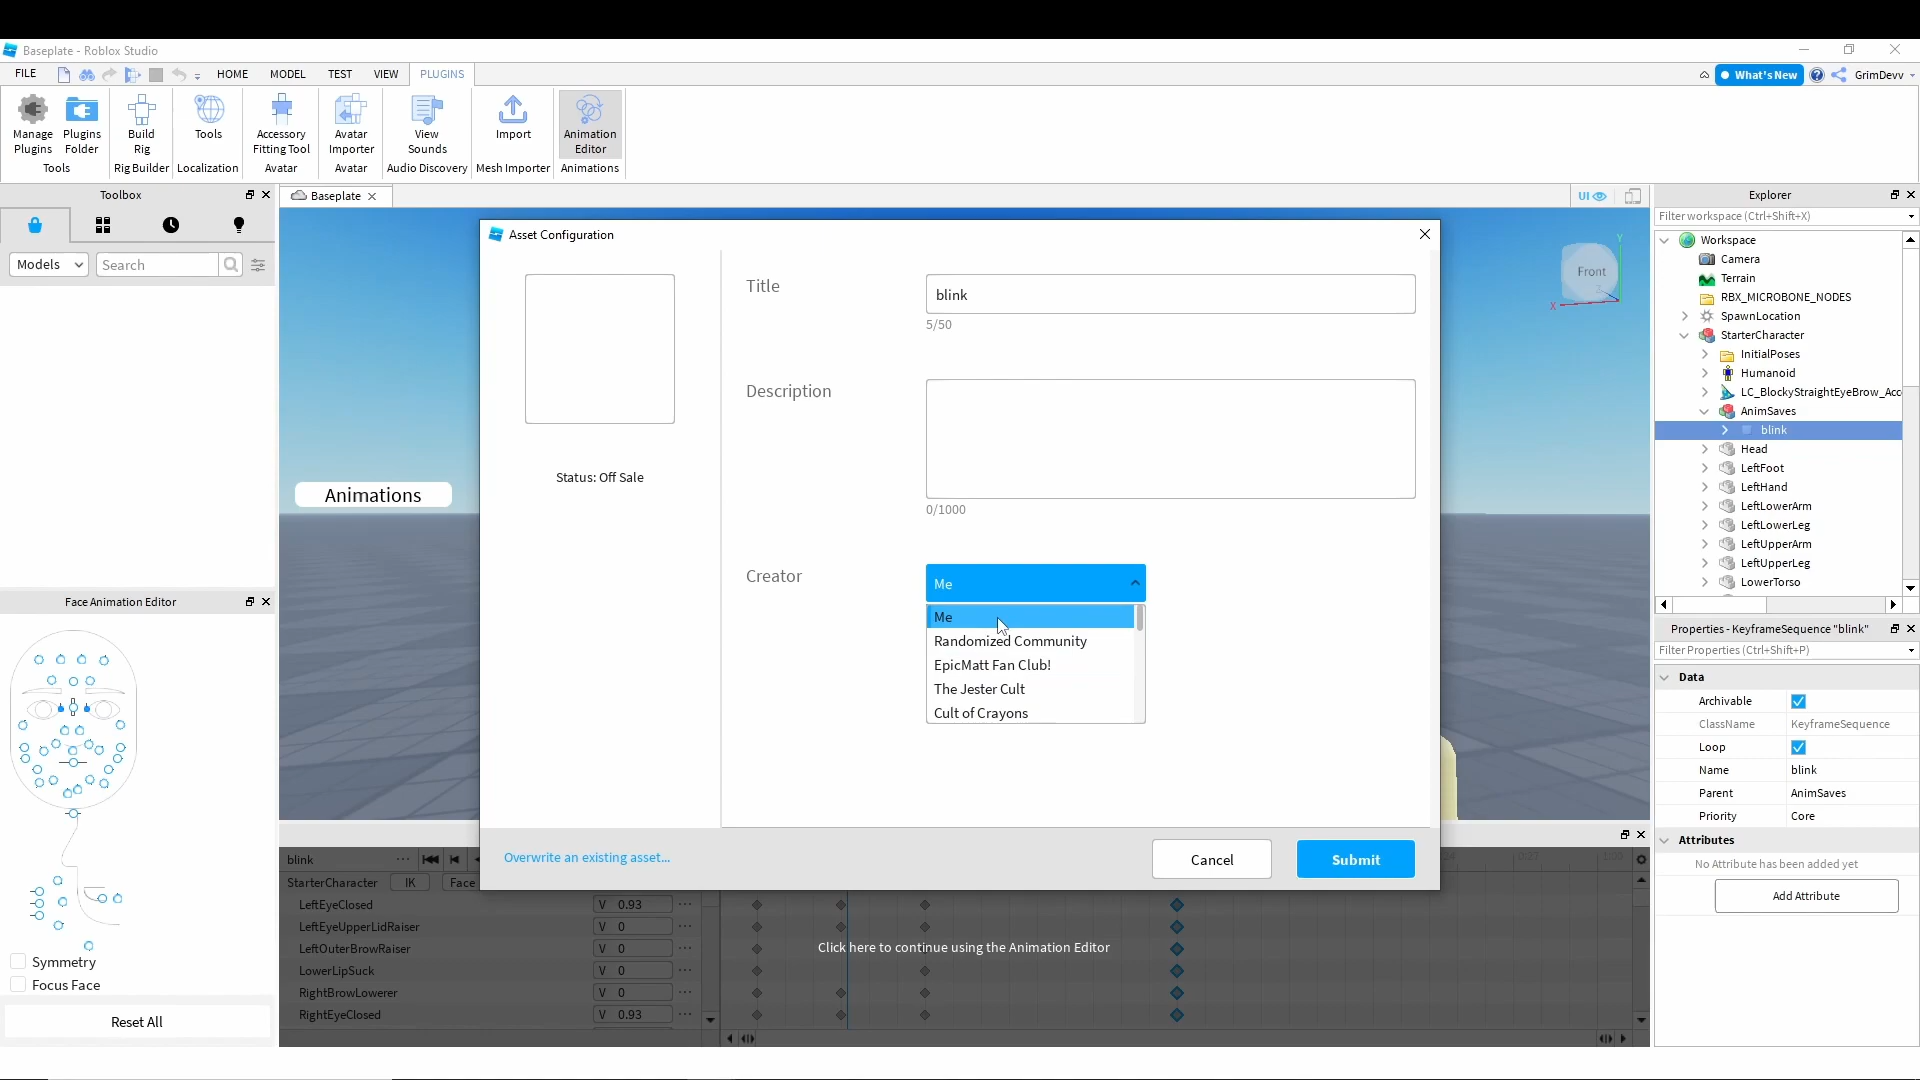 Baseplate - Roblox Studio
FILE
HOME
MODEL
TEST
VIEW
PLUGINS
What's New
GrimDevv
Manage Plugins
Plugins Folder
Build Rig
Tools
Accessory Fitting Tool
Avatar Importer
View Sounds
Import
Animation Editor
Tools
Rig Builder
Localization
Avatar
Avatar
Audio Discovery
Mesh Importer
Animations
Toolbox
Models
Search
Baseplate
UI
Animations
Front
Y
X
Z
Asset Configuration
Title
blink
5/50
Description
0/1000
Status: Off Sale
Creator
Me
Me
Randomized Community
EpicMatt Fan Club!
The Jester Cult
Cult of Crayons
Overwrite an existing asset...
Cancel
Submit
Explorer
Filter workspace (Ctrl+Shift+X)
Workspace
Camera
Terrain
RBX_MICROBONE_NODES
SpawnLocation
StarterCharacter
InitialPoses
Humanoid
LC_BlockyStraightEyeBrow_Acc
AnimSaves
blink
Head
LeftFoot
LeftHand
LeftLowerArm
LeftLowerLeg
LeftUpperArm
LeftUpperLeg
LowerTorso
Properties - KeyframeSequence "blink"
Filter Properties (Ctrl+Shift+P)
Data
Archivable
ClassName KeyframeSequence
Loop
Name blink
Parent AnimSaves
Priority Core
Attributes
No Attribute has been added yet
Add Attribute
Face Animation Editor
Symmetry
Focus Face
Reset All
blink
StarterCharacter IK Face
LeftEyeClosed V 0.93
LeftEyeUpperLidRaiser V 0
LeftOuterBrowRaiser V 0
LowerLipSuck V 0
RightBrowLowerer V 0
RightEyeClosed V 0.93
Click here to continue using the Animation Editor